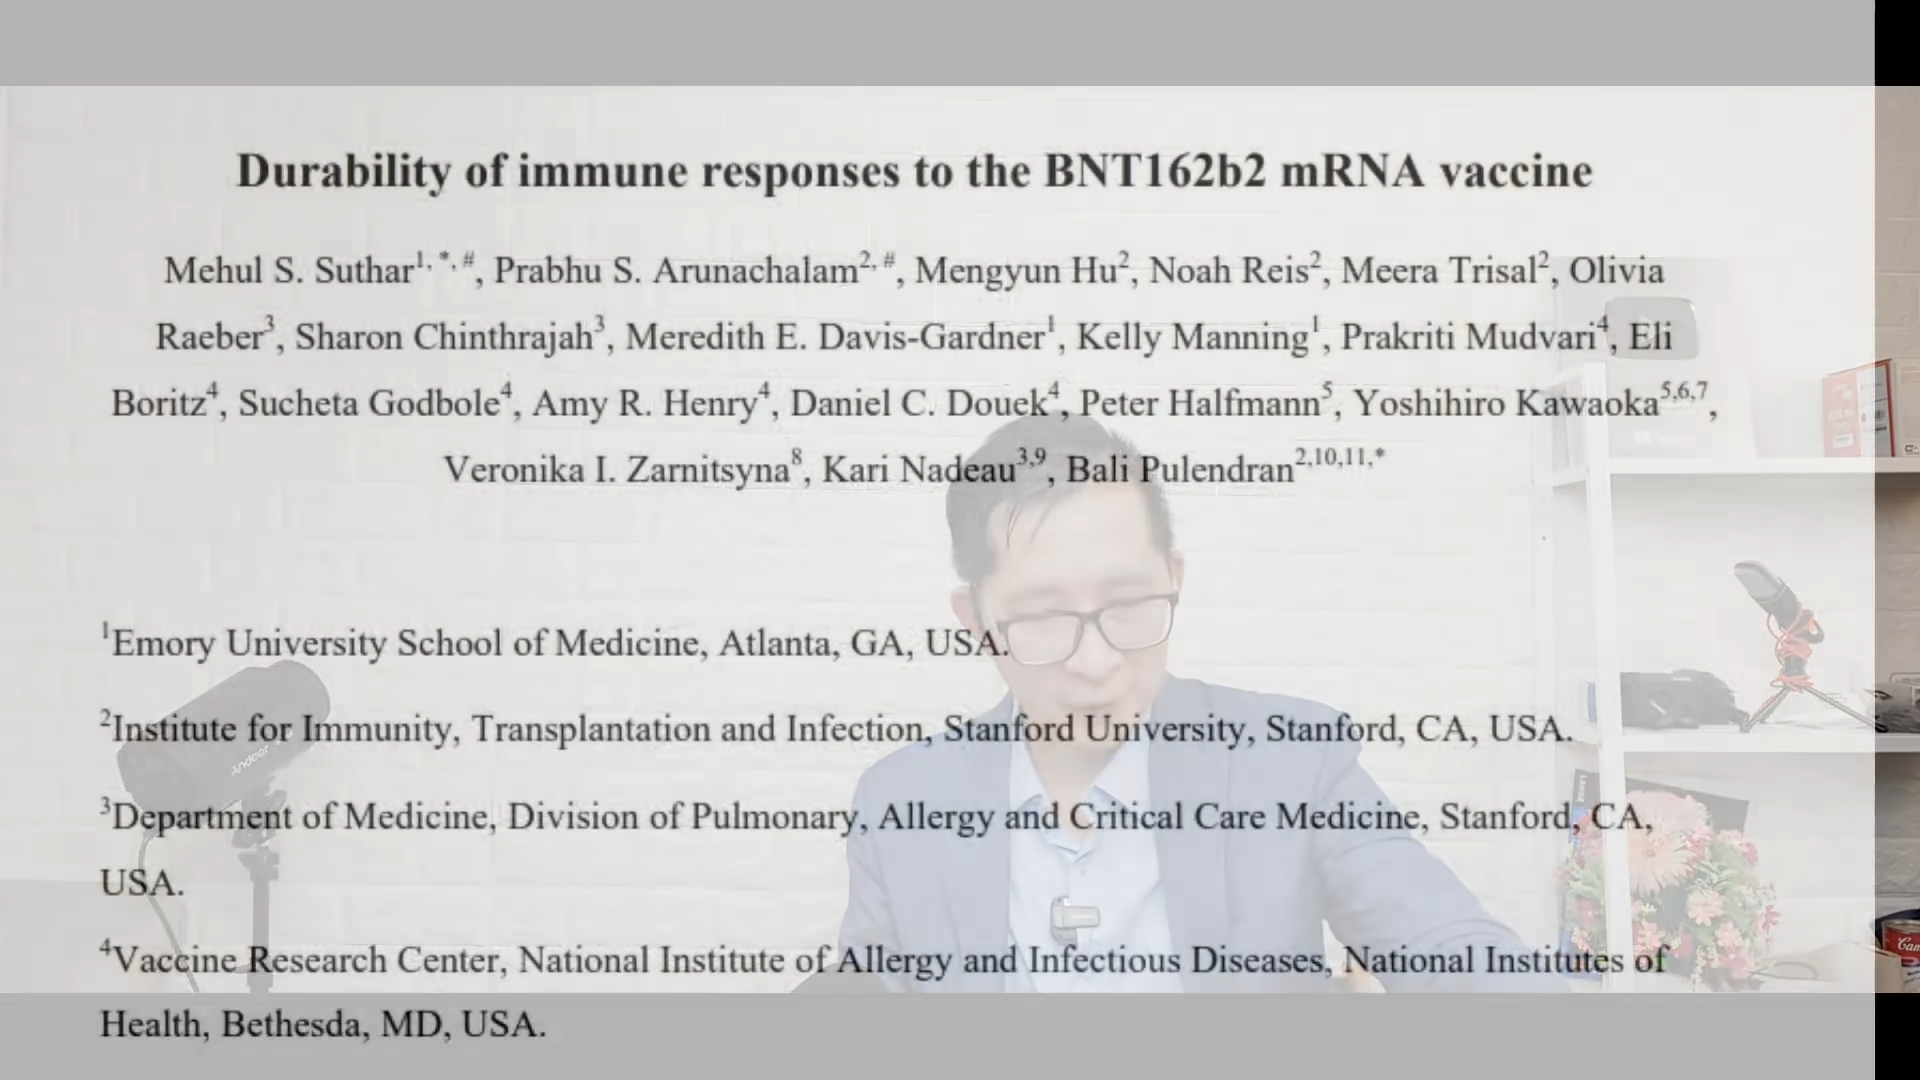 Durability of immune responses to the BNT162b2 mRNA vaccine
Mehul S. Suthar1, *, #, Prabhu S. Arunachalam2, #, Mengyun Hu2, Noah Reis2, Meera Trisal2, Olivia
Raeber3, Sharon Chinthrajah3, Meredith E. Davis-Gardner1, Kelly Manning1, Prakriti Mudvari4, Eli
Boritz4, Sucheta Godbole4, Amy R. Henry4, Daniel C. Douek4, Peter Halfmann5, Yoshihiro Kawaoka5,6,7,
Veronika I. Zarnitsyna8, Kari Nadeau3,9, Bali Pulendran2,10,11,*
1Emory University School of Medicine, Atlanta, GA, USA.
2Institute for Immunity, Transplantation and Infection, Stanford University, Stanford, CA, USA.
Andoer
3Department of Medicine, Division of Pulmonary, Allergy and Critical Care Medicine, Stanford, CA,
USA.
4Vaccine Research Center, National Institute of Allergy and Infectious Diseases, National Institutes of
Health, Bethesda, MD, USA.